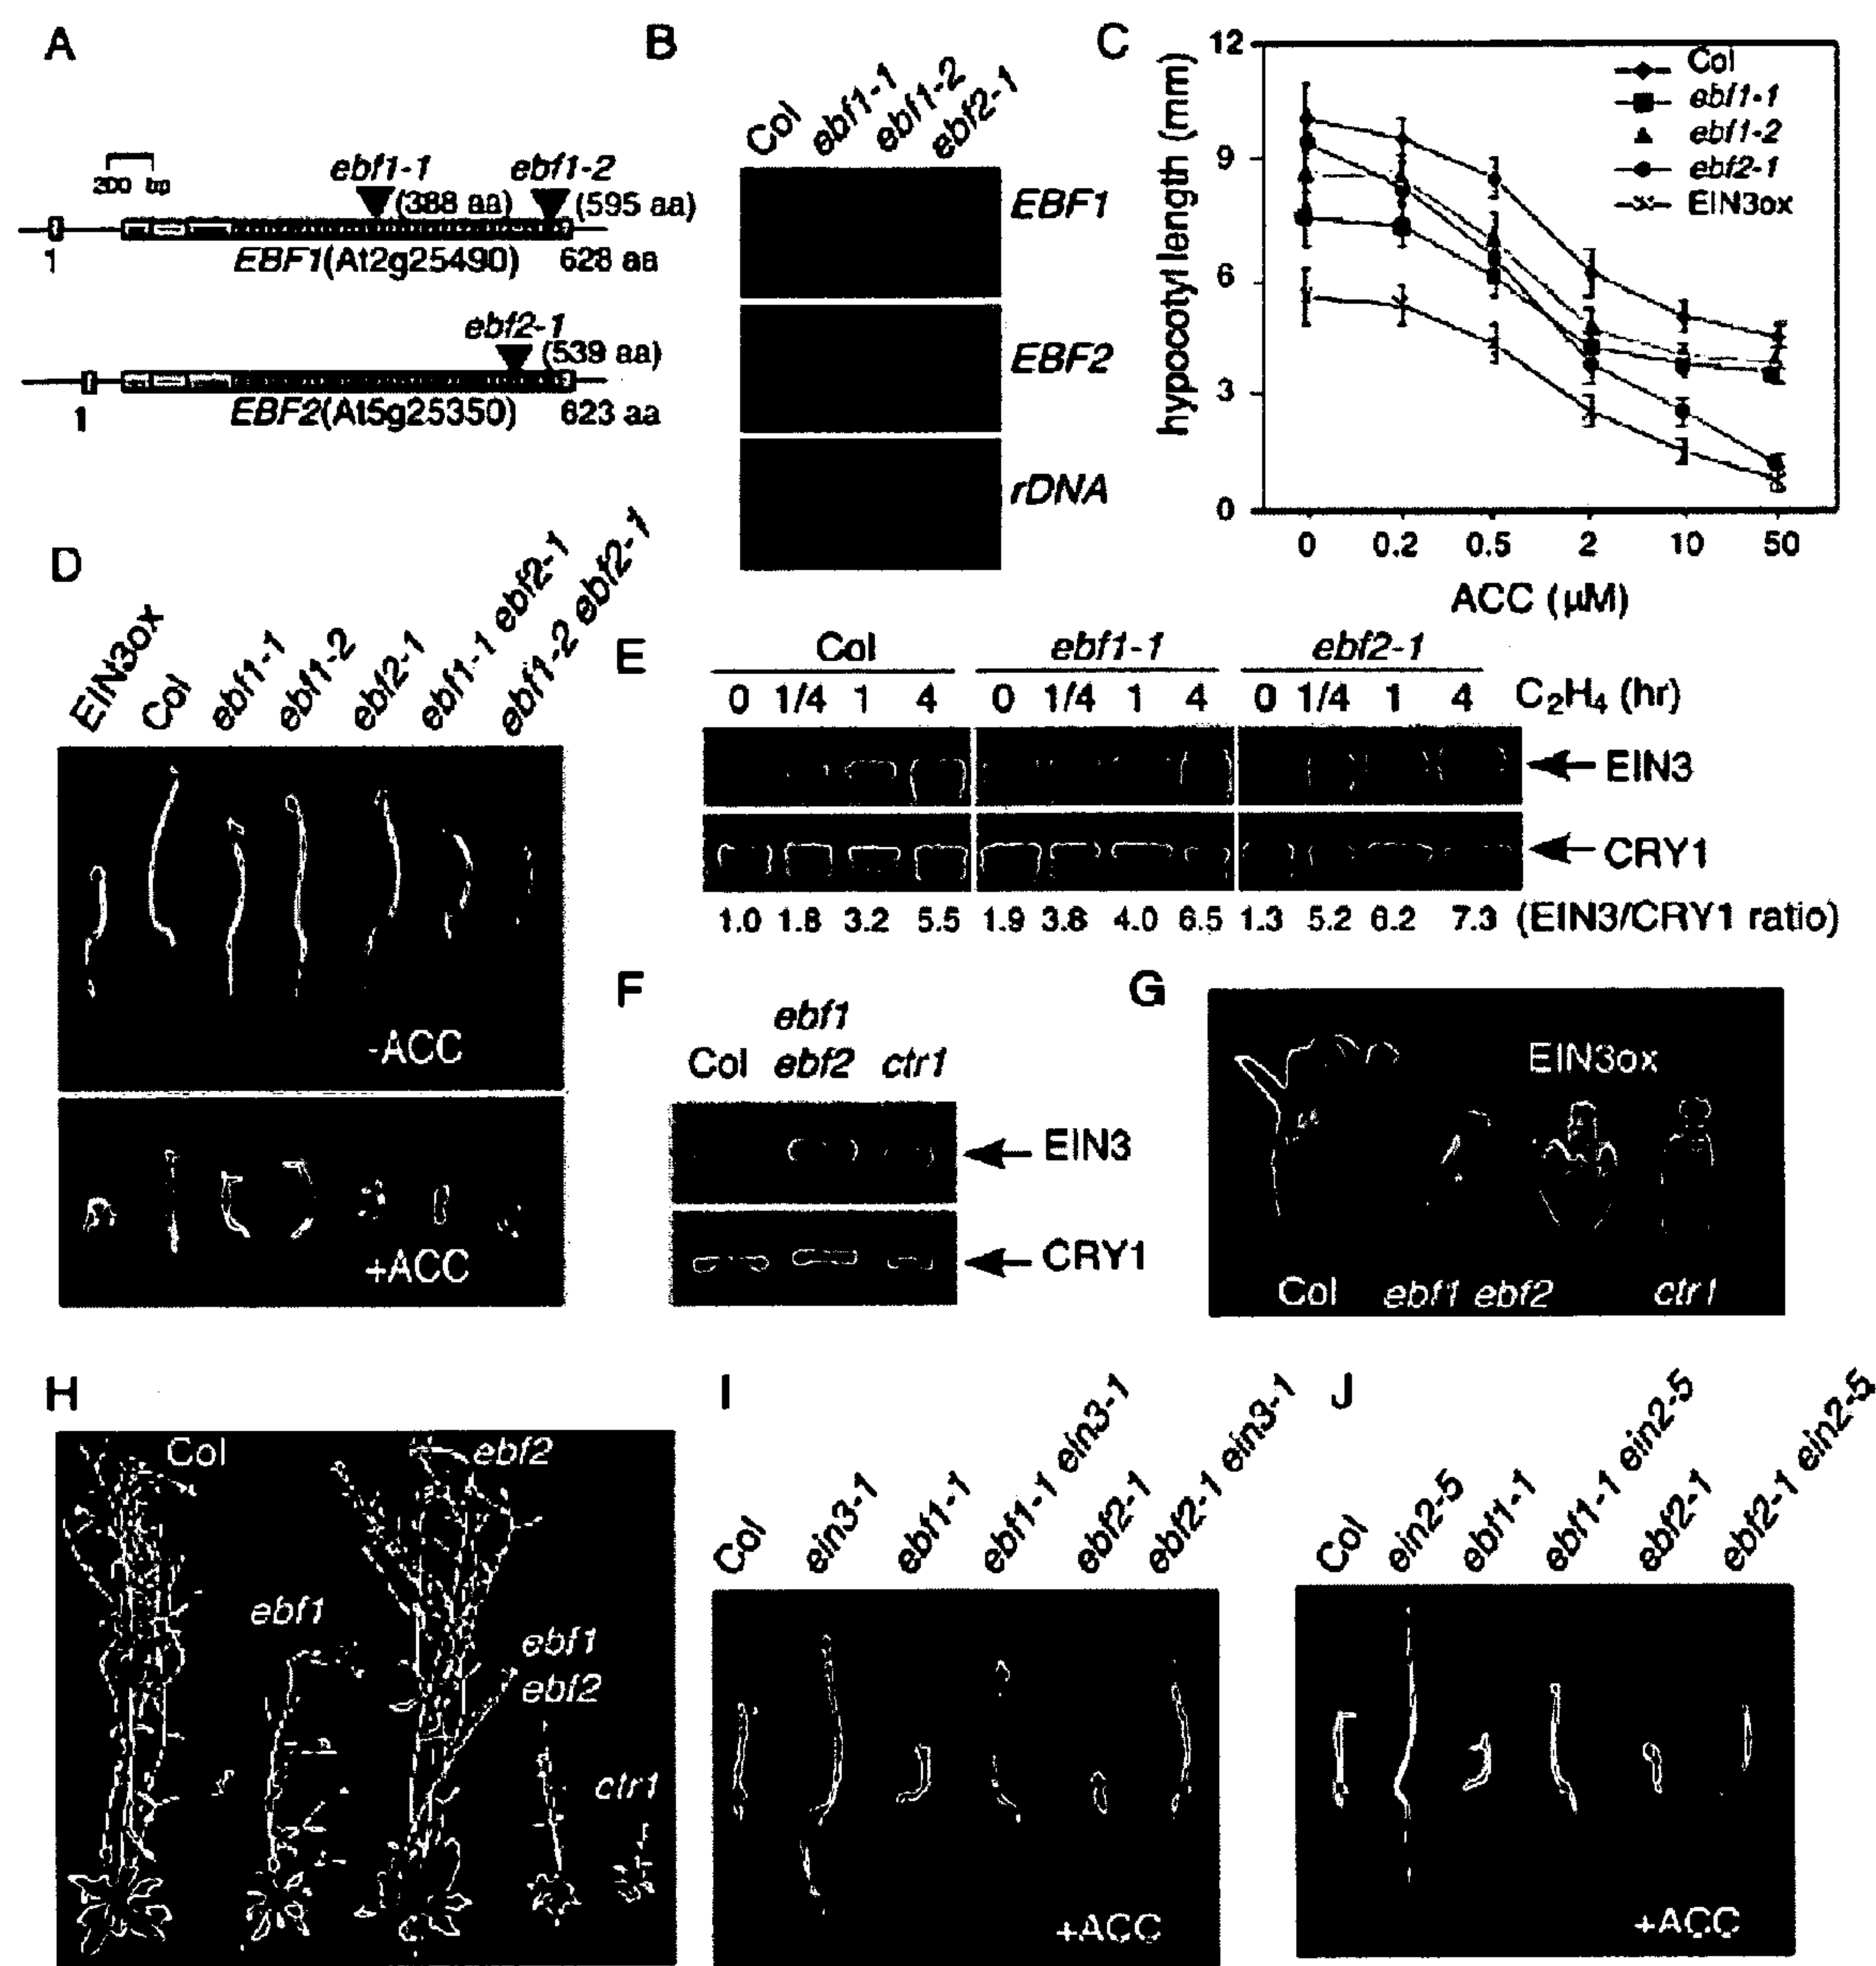 A
200 bp
ebf1-1
ebf1-2
(388 aa)
(595 aa)
1
EBF1(At2g25490)
628 aa
ebf2-1
(539 aa)
1
EBF2(At5g25350)
623 aa
B
Col
ebf1-1
ebf1-2
ebf2-1
EBF1
EBF2
rDNA
C
hypocotyl length (mm)
12
9
6
3
0
Col
ebf1-1
ebf1-2
ebf2-1
EIN3ox
0 0.2 0.5 2 10 50
ACC (µM)
D
EIN3ox
Col
ebf1-1
ebf1-2
ebf2-1
ebf1-1 ebf2-1
ebf1-2 ebf2-1
-ACC
+ACC
E
Col ebf1-1 ebf2-1
0 1/4 1 4 0 1/4 1 4 0 1/4 1 4 C2H4 (hr)
EIN3
CRY1
1.0 1.8 3.2 5.5 1.9 3.8 4.0 6.5 1.3 5.2 6.2 7.3 (EIN3/CRY1 ratio)
F
ebf1
Col ebf2 ctr1
EIN3
CRY1
G
EIN3ox
Col ebf1 ebf2 ctr1
H
Col
ebf2
ebf1
ebf1
ebf2
ctr1
I
Col
ein3-1
ebf1-1
ebf1-1 ein3-1
ebf2-1
ebf2-1 ein3-1
+ACC
J
Col
ein2-5
ebf1-1
ebf1-1 ein2-5
ebf2-1
ebf2-1 ein2-5
+ACC